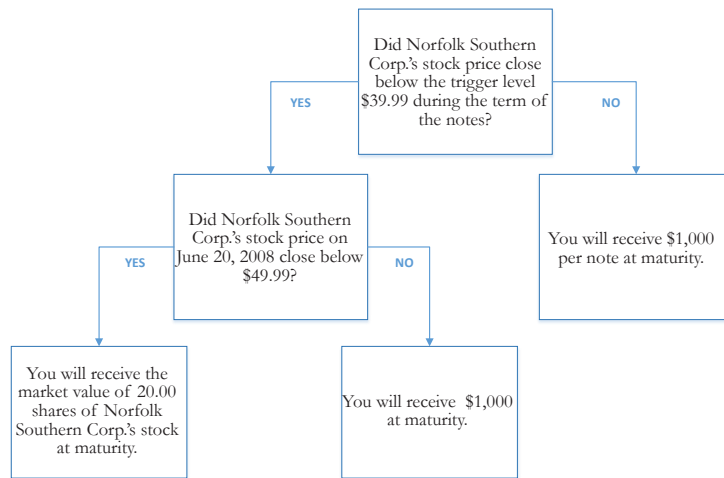 Did Norfolk Southern
Corp.'s stock price close
below the trigger level
$39.99 during the term of
the notes?
YES
NO
Did Norfolk Southern
Corp.'s stock price on
June 20, 2008 close below
$49.99?
You will receive $1,000
per note at maturity.
YES
NO
You will receive the
market value of 20.00
shares of Norfolk
Southern Corp.'s stock
at maturity.
You will receive $1,000
at maturity.